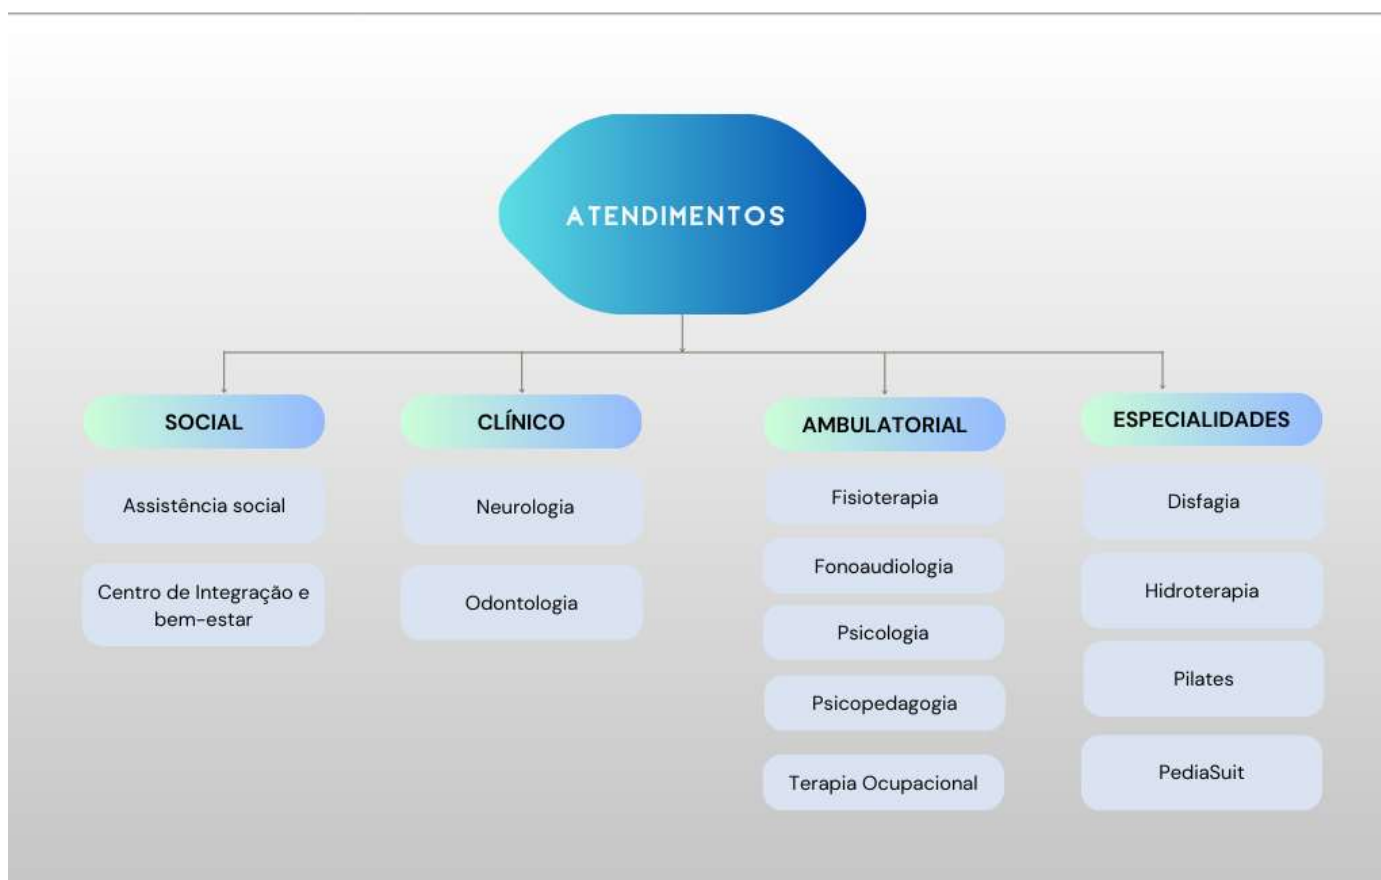 ATENDIMENTOS
SOCIAL
Assistência social
Centro de Integração e
bem-estar
CLÍNICO
Neurologia
Odontologia
AMBULATORIAL
Fisioterapia
Fonoaudiologia
Psicologia
Psicopedagogia
Terapia Ocupacional
ESPECIALIDADES
Disfagia
Hidroterapia
Pilates
PediaSuit